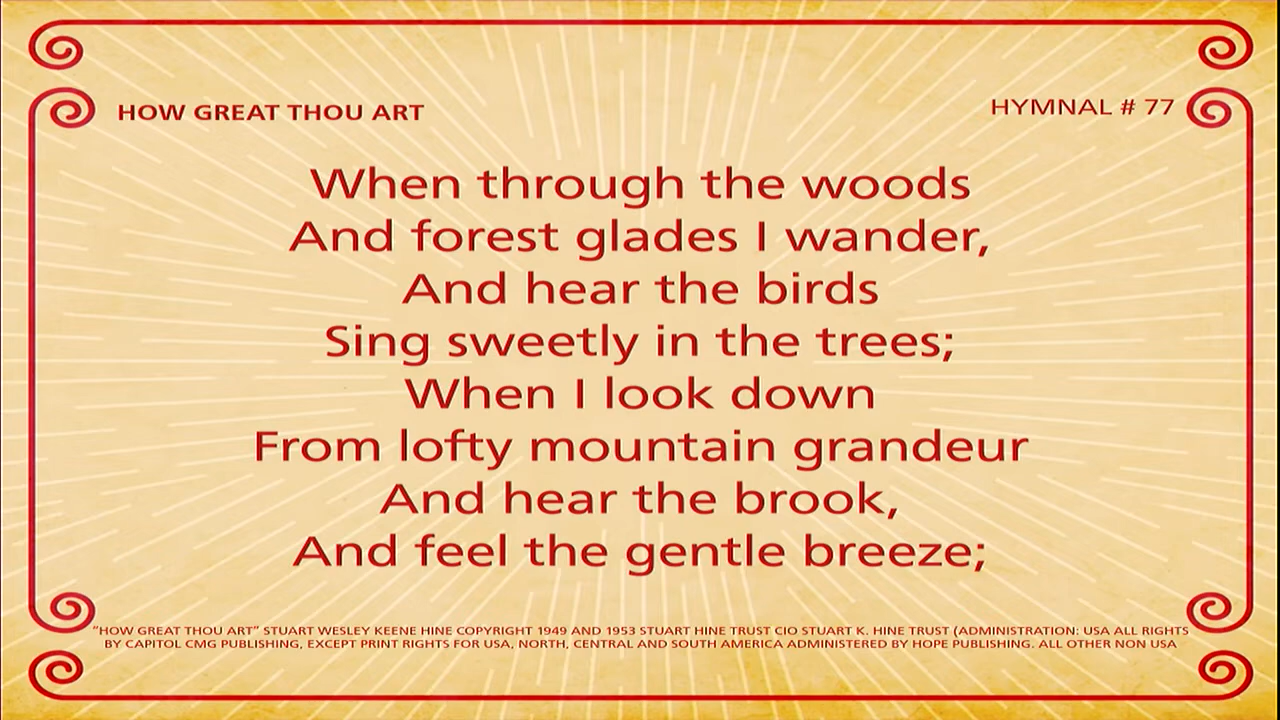 HOW GREAT THOU ART
HYMNAL # 77
When through the woods
And forest glades I wander,
And hear the birds
Sing sweetly in the trees;
When I look down
From lofty mountain grandeur
And hear the brook,
And feel the gentle breeze;
"HOW GREAT THOU ART" STUART WESLEY KEENE HINE COPYRIGHT 1949 AND 1953 STUART HINE TRUST CIO STUART K. HINE TRUST (ADMINISTRATION: USA ALL RIGHTS
BY CAPITOL CMG PUBLISHING, EXCEPT PRINT RIGHTS FOR USA, NORTH, CENTRAL AND SOUTH AMERICA ADMINISTERED BY HOPE PUBLISHING. ALL OTHER NON USA